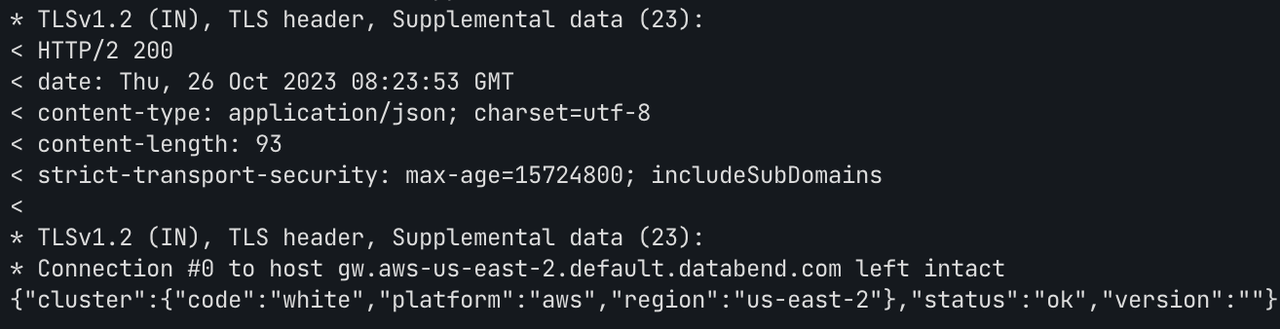 * TLSv1.2 (IN), TLS header, Supplemental data (23):
< HTTP/2 200
< date: Thu, 26 Oct 2023 08:23:53 GMT
< content-type: application/json; charset=utf-8
< content-length: 93
< strict-transport-security: max-age=15724800; includeSubDomains
<
* TLSv1.2 (IN), TLS header, Supplemental data (23):
* Connection #0 to host gw.aws-us-east-2.default.databend.com left intact
{"cluster":{"code":"white","platform":"aws","region":"us-east-2"},"status":"ok","version":""}